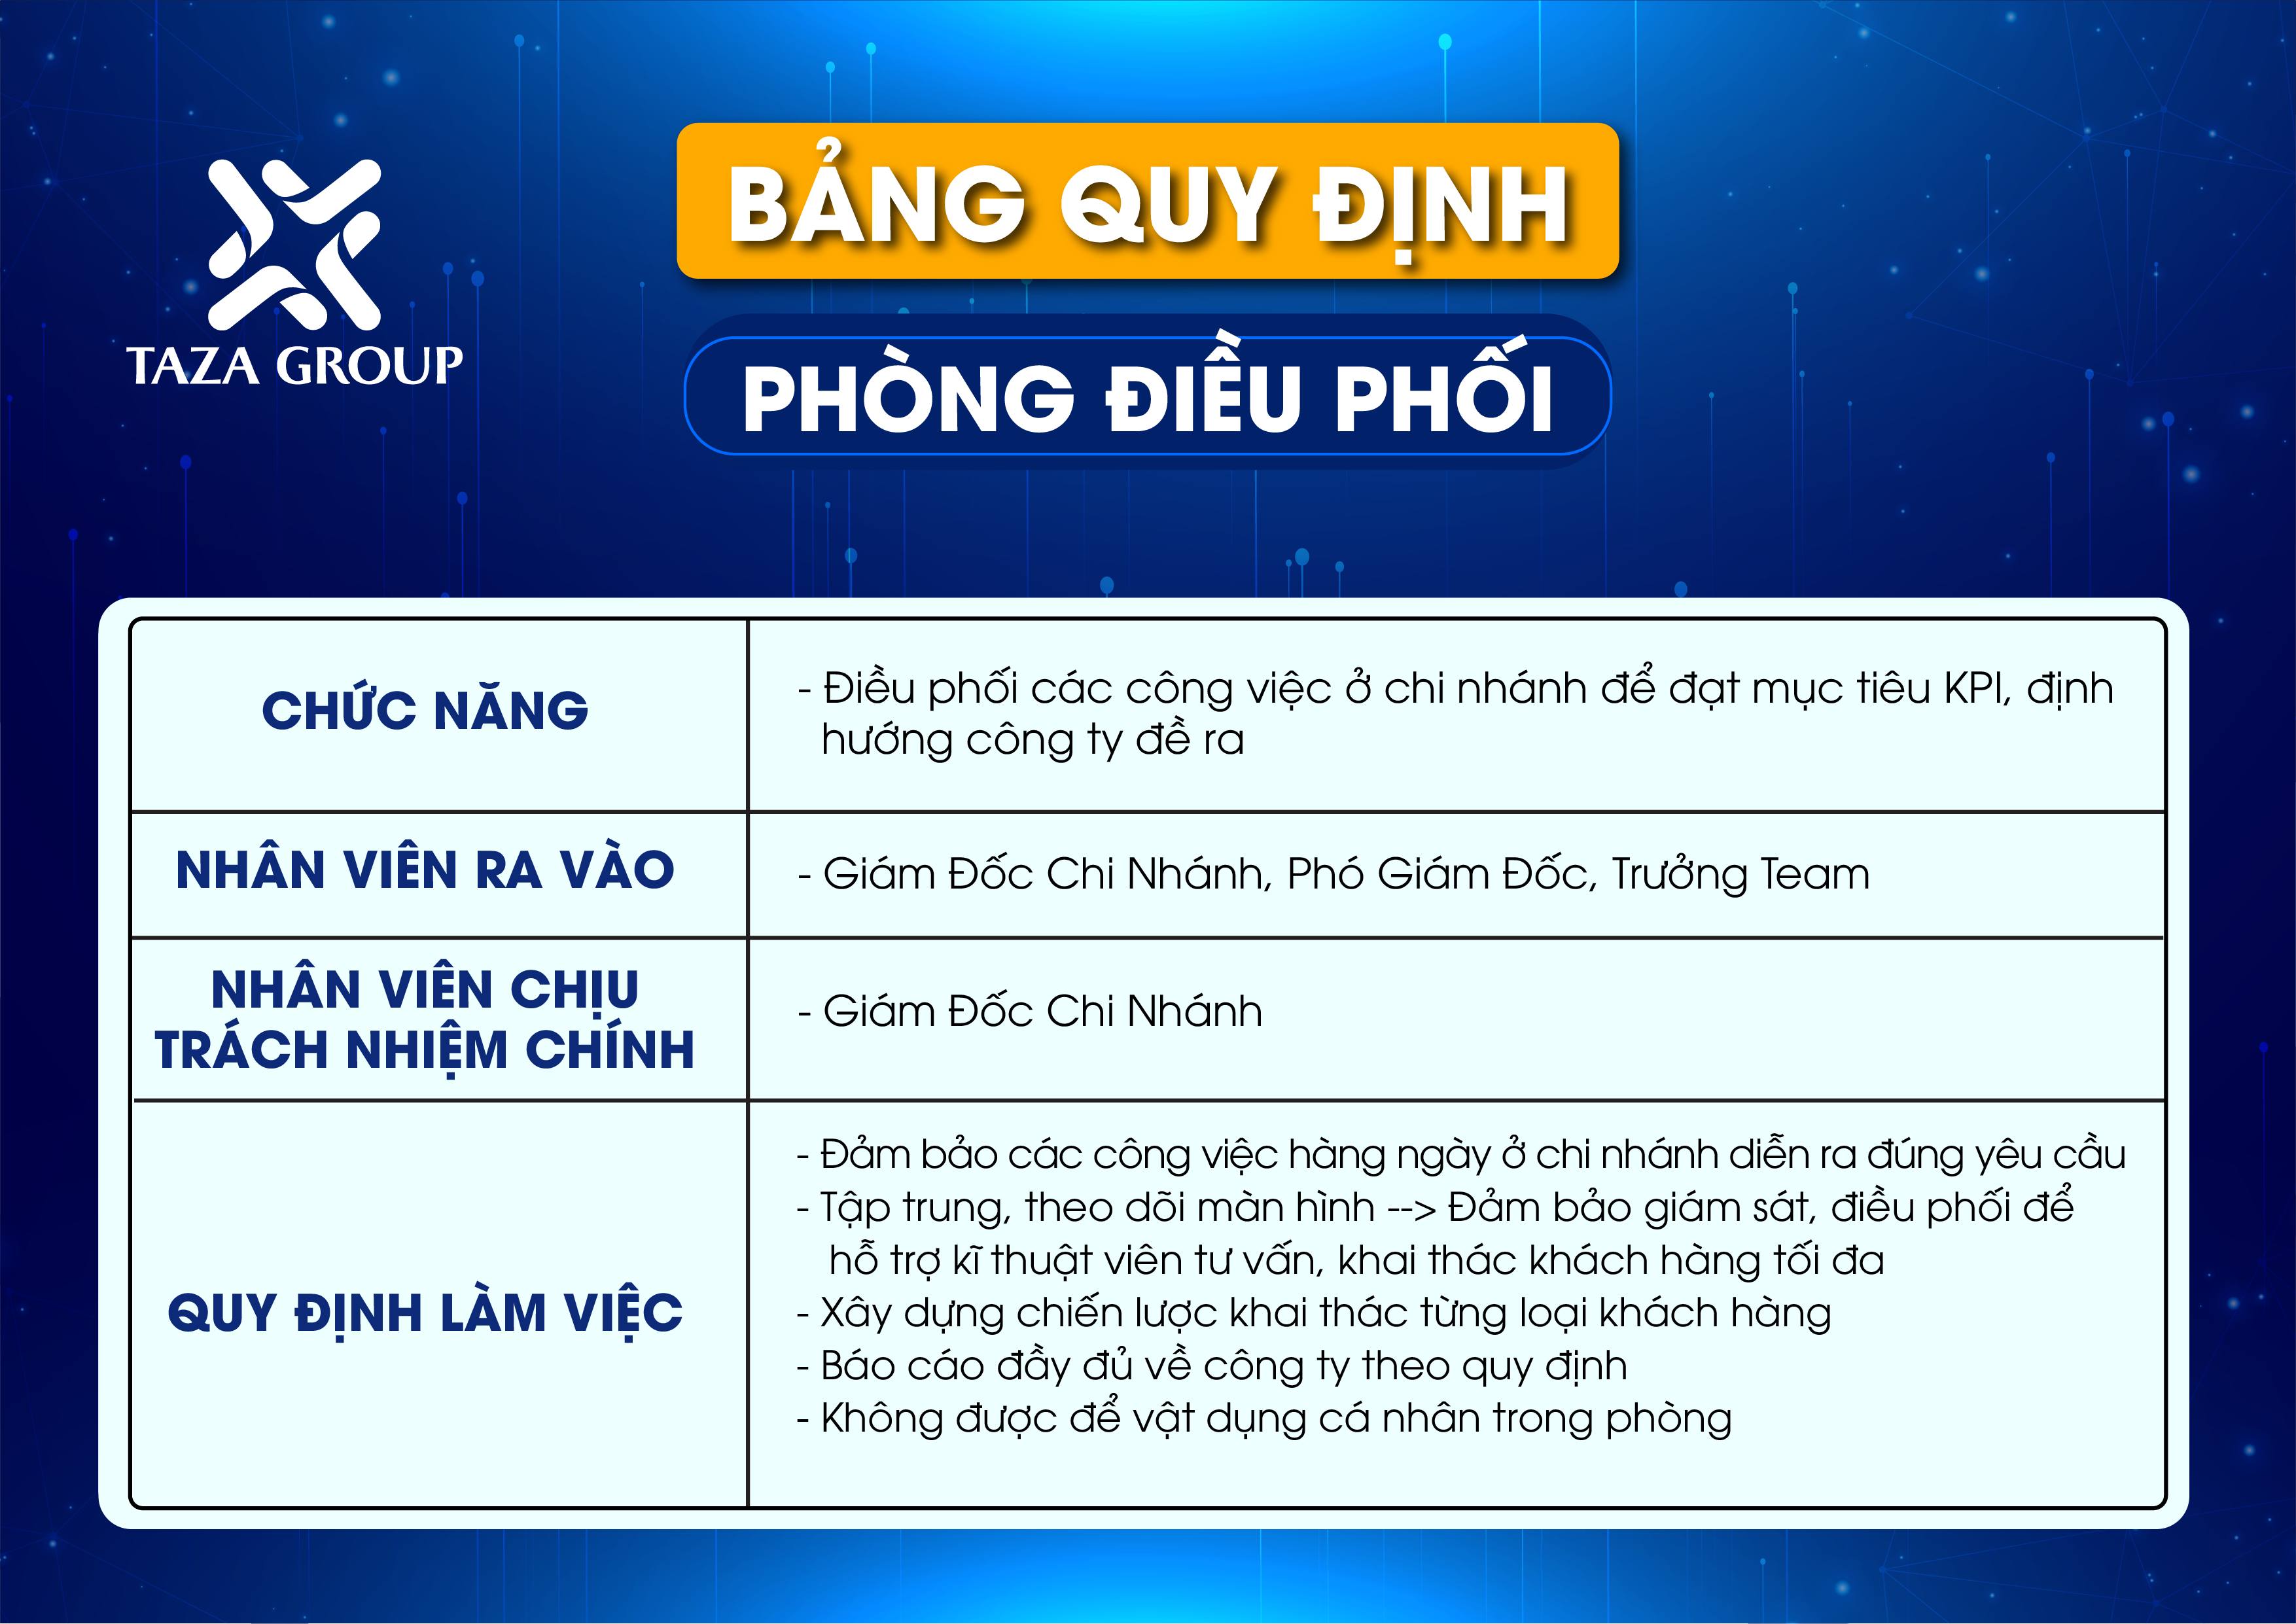 TAZA GROUP
BẢNG QUY ĐỊNH
PHÒNG ĐIỀU PHỐI
CHỨC NĂNG
- Điều phối các công việc ở chi nhánh để đạt mục tiêu KPI, định
hướng công ty đề ra
NHÂN VIÊN RA VÀO
- Giám Đốc Chi Nhánh, Phó Giám Đốc, Trưởng Team
NHÂN VIÊN CHỊU
TRÁCH NHIỆM CHÍNH
- Giám Đốc Chi Nhánh
QUY ĐỊNH LÀM VIỆC
- Đảm bảo các công việc hàng ngày ở chi nhánh diễn ra đúng yêu cầu
- Tập trung, theo dõi màn hình --> Đảm bảo giám sát, điều phối để
hỗ trợ kĩ thuật viên tư vấn, khai thác khách hàng tối đa
- Xây dựng chiến lược khai thác từng loại khách hàng
- Báo cáo đầy đủ về công ty theo quy định
- Không được để vật dụng cá nhân trong phòng